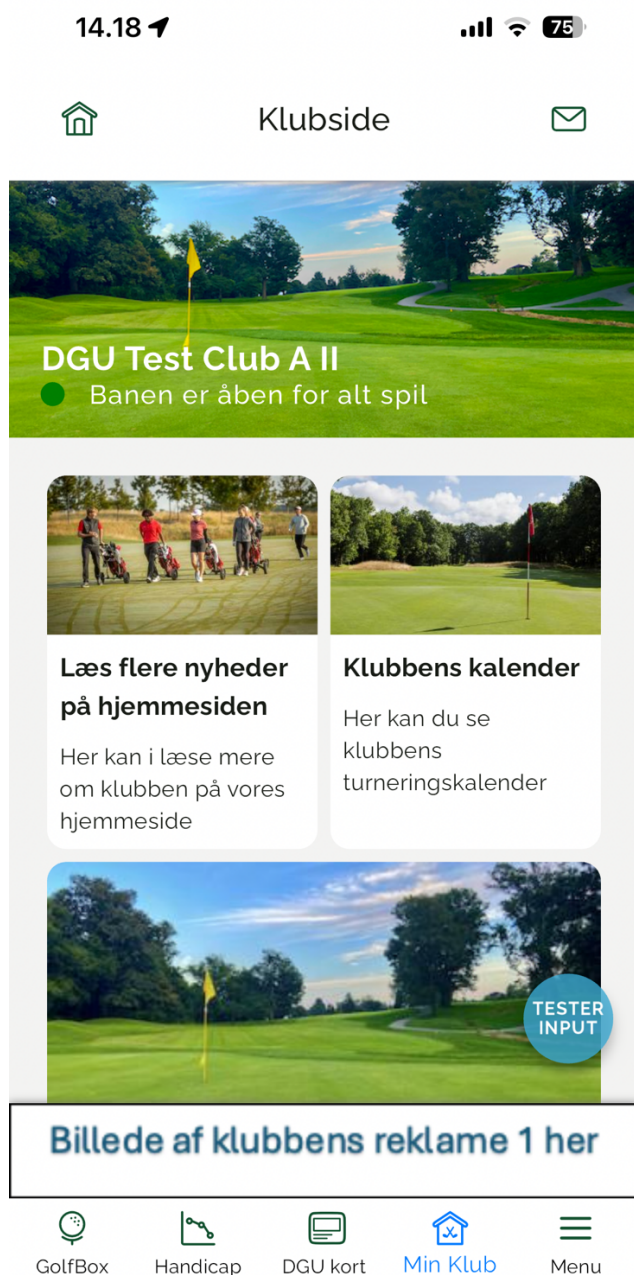 14.18
75
Klubside
DGU Test Club A II
Banen er åben for alt spil
Læs flere nyheder
på hjemmesiden
Her kan i læse mere
om klubben på vores
hjemmeside
Klubbens kalender
Her kan du se
klubbens
turneringskalender
TESTER
INPUT
Billede af klubbens reklame 1 her
GolfBox
Handicap
DGU kort
Min Klub
Menu